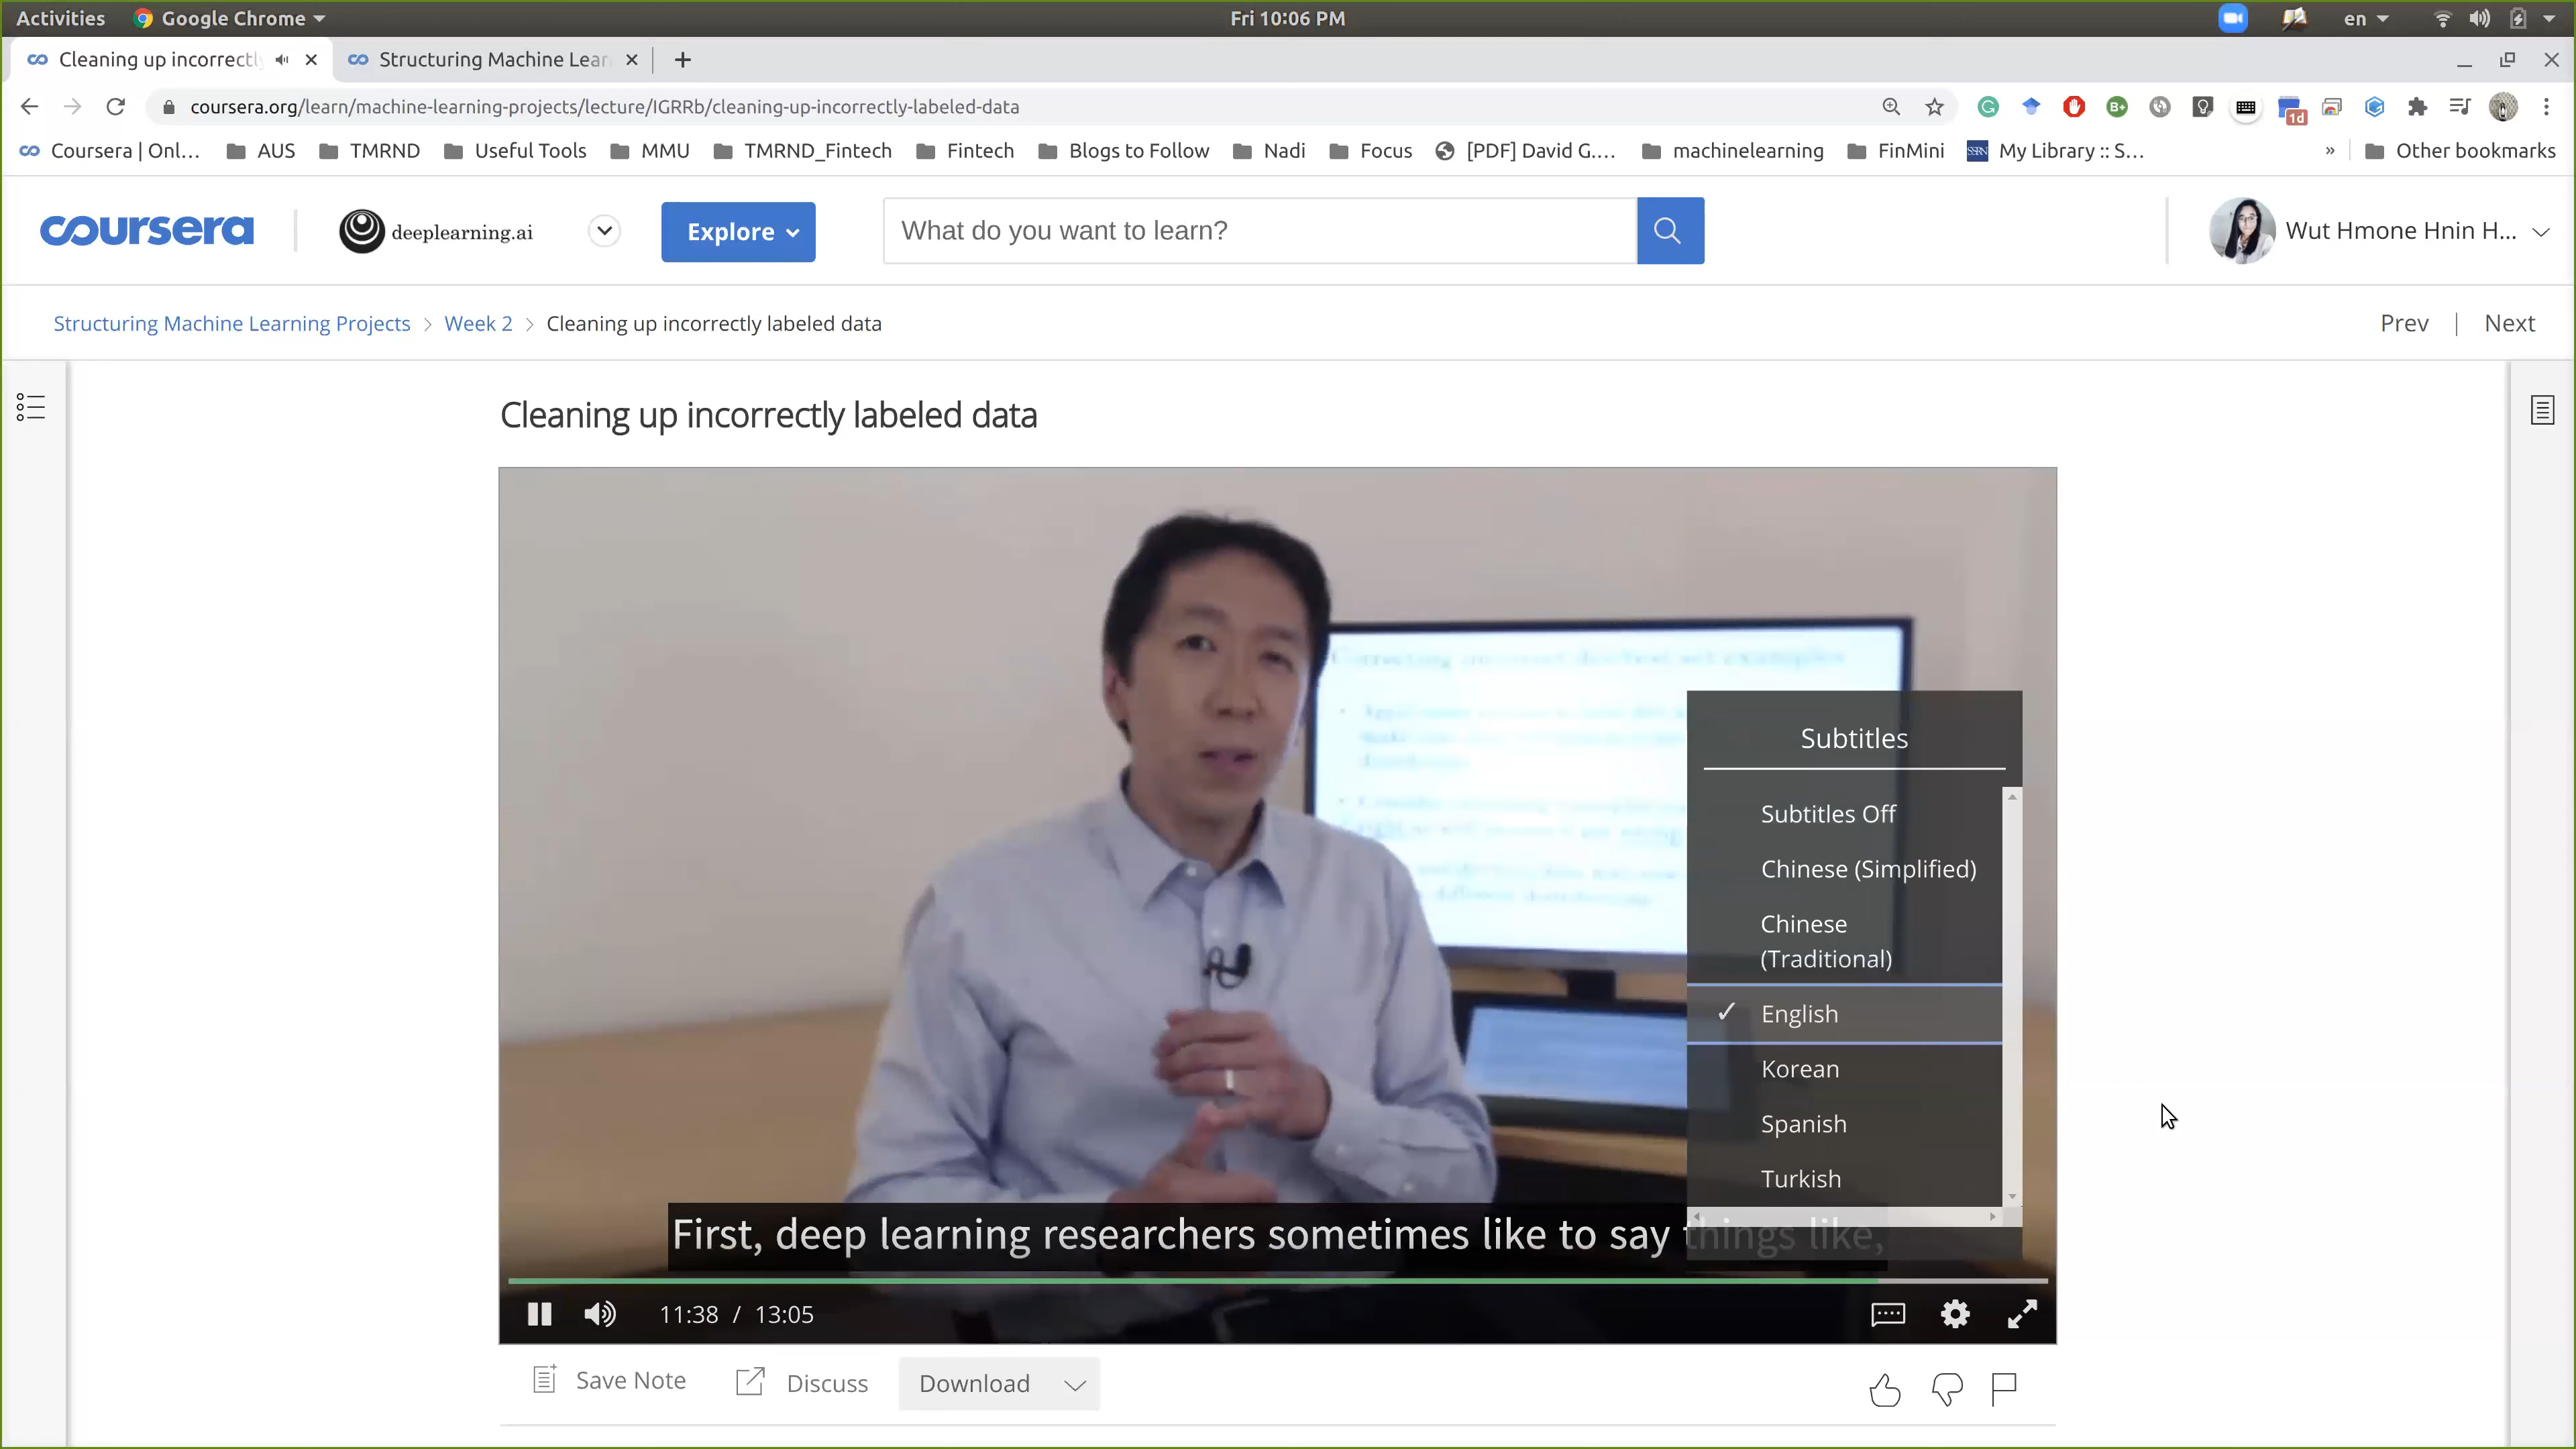 Activities
Google Chrome
Fri 10:06 PM
en
Cleaning up incorrectly
Structuring Machine Lear
coursera.org/learn/machine-learning-projects/lecture/IGRRb/cleaning-up-incorrectly-labeled-data
1d
Coursera | Onl...
AUS
TMRND
Useful Tools
MMU
TMRND_Fintech
Fintech
Blogs to Follow
Nadi
Focus
[PDF] David G....
machinelearning
FinMini
SSRN
My Library :: S...
»
Other bookmarks
coursera
deeplearning.ai
Explore
What do you want to learn?
Wut Hmone Hnin H...
Structuring Machine Learning Projects > Week 2 > Cleaning up incorrectly labeled data
Prev | Next
Cleaning up incorrectly labeled data
Subtitles
Subtitles Off
Chinese (Simplified)
Chinese
(Traditional)
✓ English
Korean
Spanish
Turkish
First, deep learning researchers sometimes like to say things like,
11:38 / 13:05
Save Note
Discuss
Download